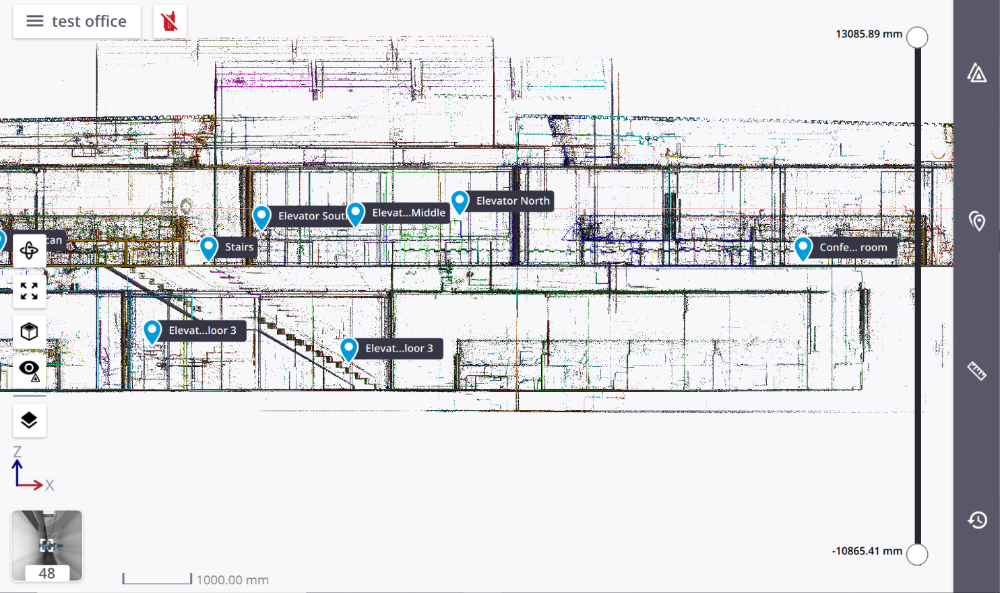 test office
13085.89 mm
Elevator North
Elevat...Middle
Elevator South
can
Stairs
Confe... room
Elevat...loor 3
Elevat...loor 3
Z
X
-10865.41 mm
48
1000.00 mm